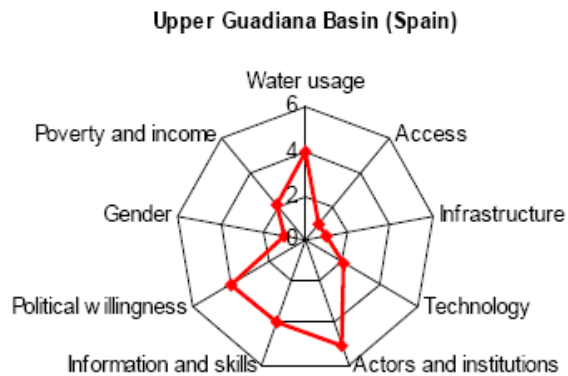 Upper Guadiana Basin (Spain)
Water usage
6
Poverty and income
Access
4
2
Gender
Infrastructure
0
Political willingness
Technology
Information and skills
Actors and institutions